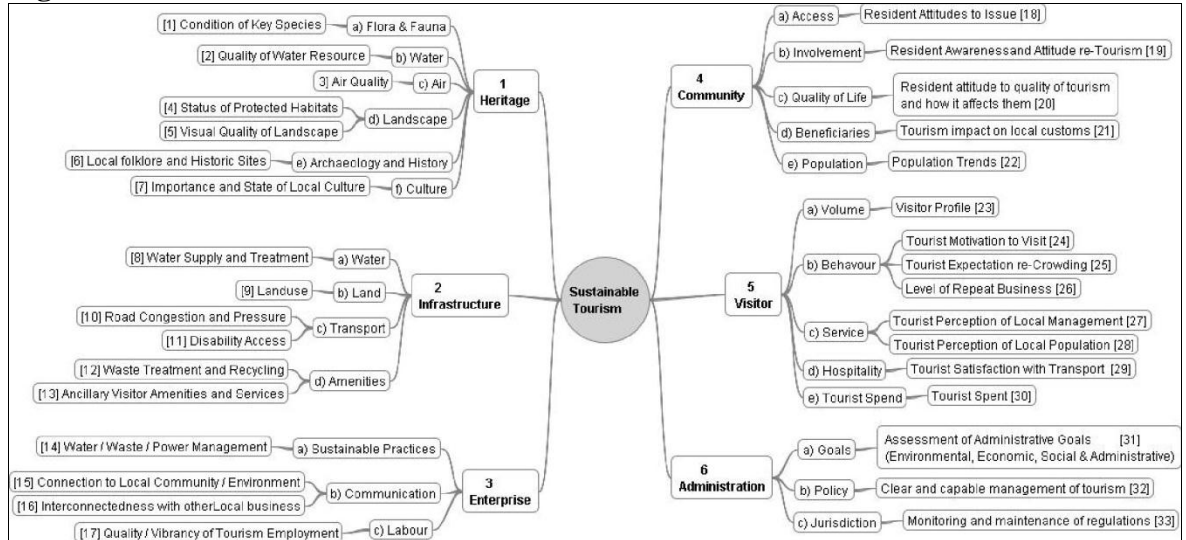 [1] Condition of Key Species
a) Flora & Fauna
[2] Quality of Water Resource
b) Water
3] Air Quality
c) Air
[4] Status of Protected Habitats
[5] Visual Quality of Landscape
d) Landscape
[6] Local folklore and Historic Sites
e) Archaeology and History
[7] Importance and State of Local Culture
f) Culture
1
Heritage
[8] Water Supply and Treatment
a) Water
[9] Landuse
b) Land
[10] Road Congestion and Pressure
[11] Disability Access
c) Transport
[12] Waste Treatment and Recycling
[13] Ancillary Visitor Amenities and Services
d) Amenities
2
Infrastructure
[14] Water / Waste / Power Management
a) Sustainable Practices
[15] Connection to Local Community / Environment
[16] Interconnectedness with otherLocal business
b) Communication
[17] Quality / Vibrancy of Tourism Employment
c) Labour
3
Enterprise
Sustainable
Tourism
4
Community
a) Access
Resident Attitudes to Issue [18]
b) Involvement
Resident Awarenessand Attitude re-Tourism [19]
c) Quality of Life
Resident attitude to quality of tourism
and how it affects them [20]
d) Beneficiaries
Tourism impact on local customs [21]
e) Population
Population Trends [22]
5
Visitor
a) Volume
Visitor Profile [23]
b) Behavour
Tourist Motivation to Visit [24]
Tourist Expectation re-Crowding [25]
Level of Repeat Business [26]
c) Service
Tourist Perception of Local Management [27]
Tourist Perception of Local Population [28]
d) Hospitality
Tourist Satisfaction with Transport [29]
e) Tourist Spend
Tourist Spent [30]
6
Administration
a) Goals
Assessment of Administrative Goals [31]
(Environmental, Economic, Social & Administrative)
b) Policy
Clear and capable management of tourism [32]
c) Jurisdiction
Monitoring and maintenance of regulations [33]